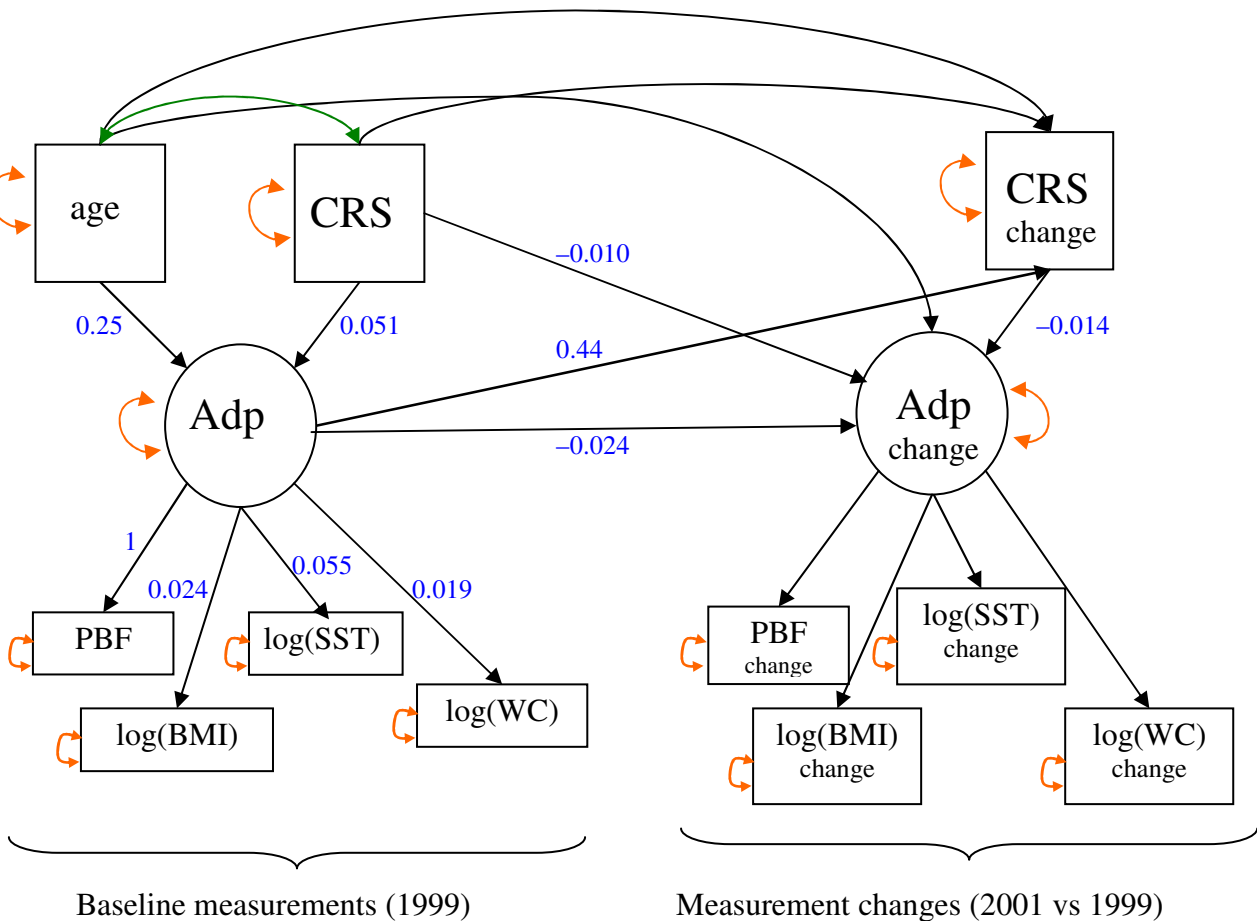 age
CRS
CRS
change
–0.010
0.25
0.051
0.44
–0.014
Adp
Adp
change
–0.024
1
0.024
0.055
0.019
PBF
log(SST)
log(BMI)
log(WC)
PBF
change
log(SST)
change
log(BMI)
change
log(WC)
change
Baseline measurements (1999)
Measurement changes (2001 vs 1999)